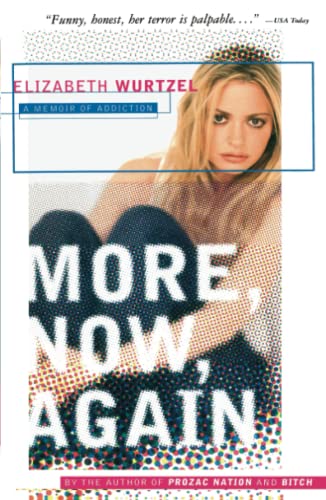 "Funny, honest, her terror is palpable. . . ." —USA Today
ELIZABETH WURTZEL
A MEMOIR OF ADDICTION
MORE,
NOW,
AGAIN
BY THE AUTHOR OF PROZAC NATION AND BITCH